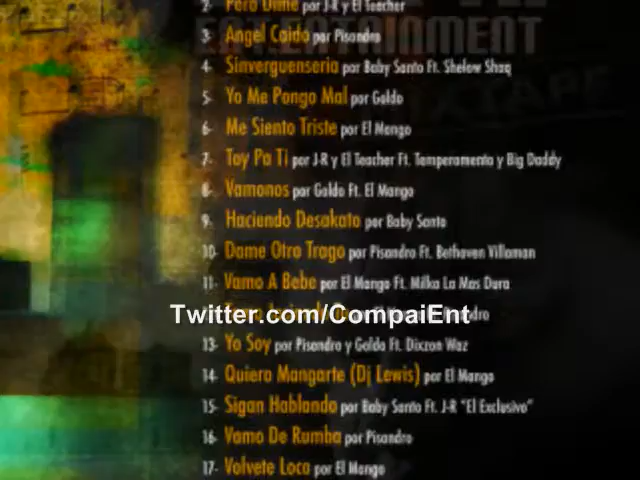 2- Pero Dime por J-R y El Teacher
3- Angel Caido por Pisandro
ENTERTAINMENT
4- Sinverguenseria por Baby Santo Ft. Shelow Shaq
5- Yo Me Pongo Mal por Galdo
MIXTAPE
6- Me Siento Triste por El Mango
7- Toy Pa Ti por J-R y El Teacher Ft. Temperamento y Big Daddy
8- Vamonos por Galdo Ft. El Mango
9- Haciendo Desakato por Baby Santo
10- Dame Otro Trago por Pisandro Ft. Bethoven Villaman
11- Vamo A Bebe por El Mango Ft. Milka La Mas Dura
Twitter.com/CompaiEnt
13- Yo Soy por Pisandro y Galdo Ft. Dixzon Waz
14- Quiero Mangarte (Dj Lewis) por El Mango
15- Sigan Hablando por Baby Santo Ft. J-R "El Exclusivo"
16- Vamo De Rumba por Pisandro
17- Volvete Loca por El Mango